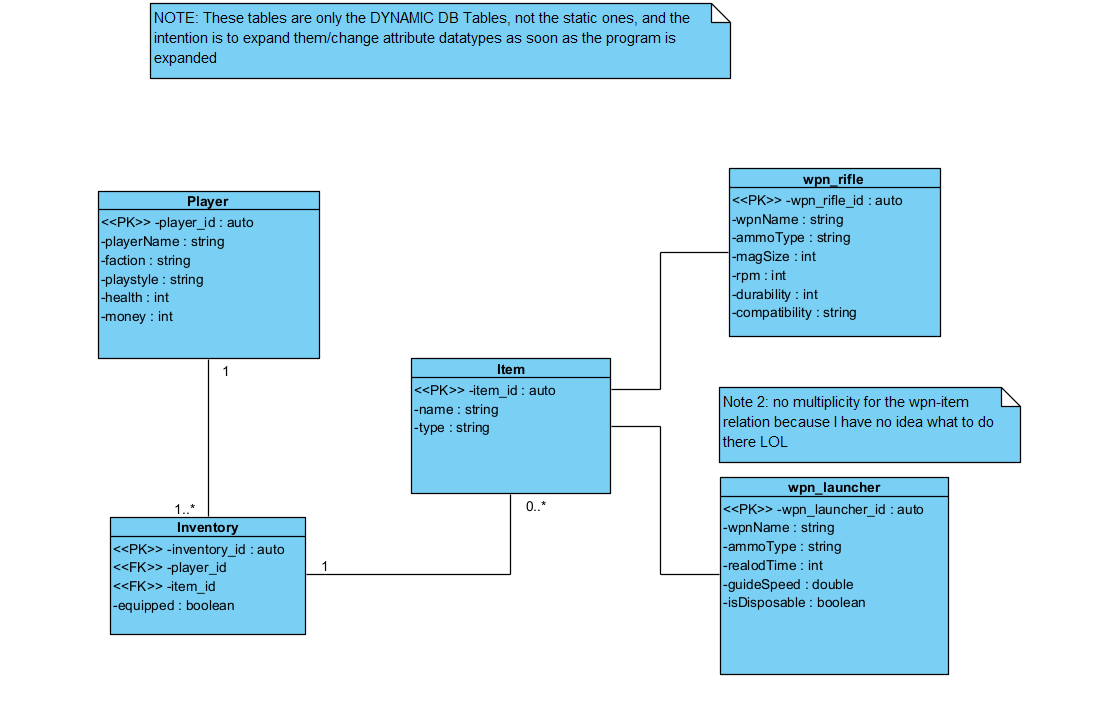 NOTE: These tables are only the DYNAMIC DB Tables, not the static ones, and the
intention is to expand them/change attribute datatypes as soon as the program is
expanded
Player
<<PK>> -player_id : auto
-playerName : string
-faction : string
-playstyle : string
-health : int
-money : int
1
1..*
Inventory
<<PK>> -inventory_id : auto
<<FK>> -player_id
<<FK>> -item_id
-equipped : boolean
1
Item
<<PK>> -item_id : auto
-name : string
-type : string
0..*
wpn_rifle
<<PK>> -wpn_rifle_id : auto
-wpnName : string
-ammoType : string
-magSize : int
-rpm : int
-durability : int
-compatibility : string
Note 2: no multiplicity for the wpn-item
relation because I have no idea what to do
there LOL
wpn_launcher
<<PK>> -wpn_launcher_id : auto
-wpnName : string
-ammoType : string
-realodTime : int
-guideSpeed : double
-isDisposable : boolean